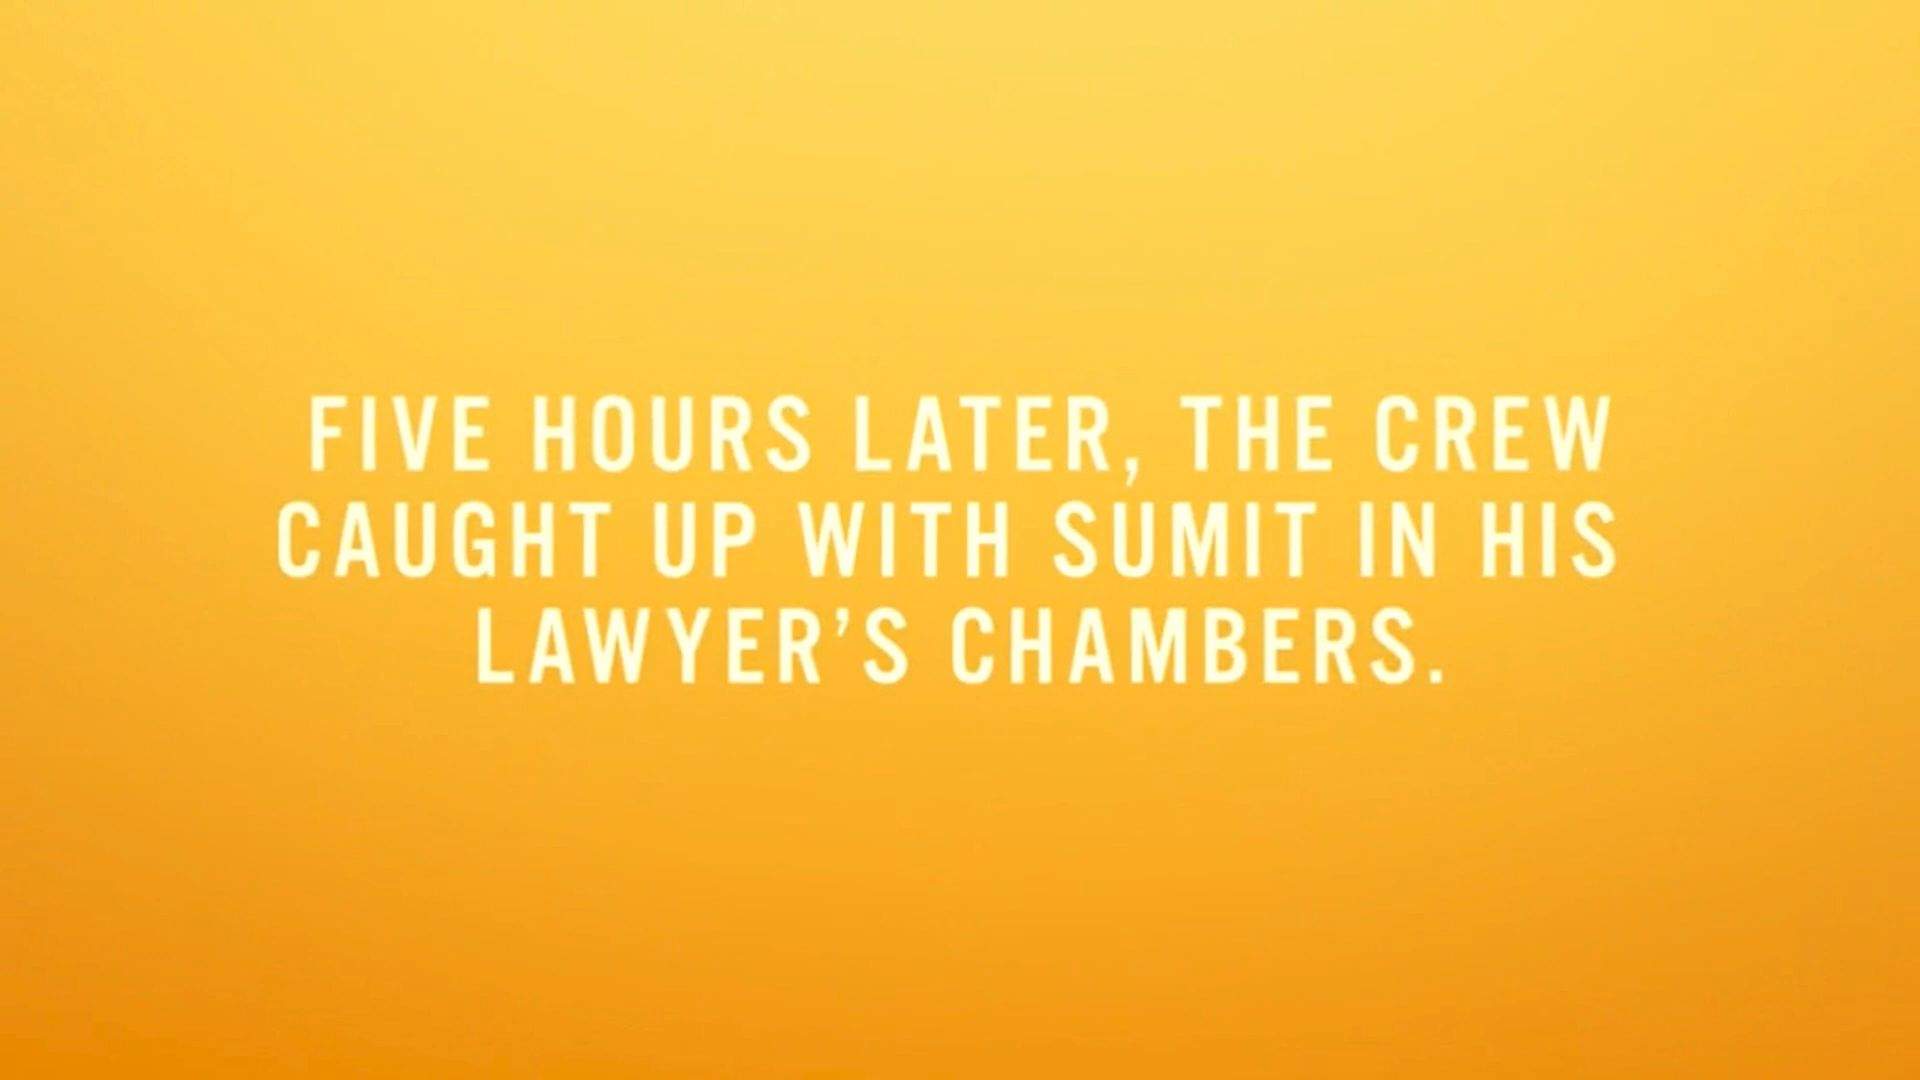 FIVE HOURS LATER, THE CREW
CAUGHT UP WITH SUMIT IN HIS
LAWYER’S CHAMBERS.